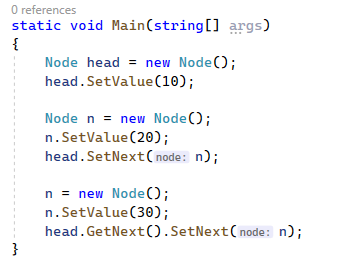 0 references
static void Main(string[] args)
{
    Node head = new Node();
    head.SetValue(10);

    Node n = new Node();
    n.SetValue(20);
    head.SetNext(node: n);

    n = new Node();
    n.SetValue(30);
    head.GetNext().SetNext(node: n);
}